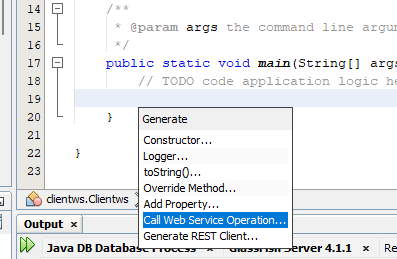 14 /**
15 * @param args the command line argu
16 */
17 public static void main(String[] args
18 // TODO code application logic he
19
20 }
21
22 }
23
Generate
Constructor...
Logger...
toString()...
Override Method...
Add Property...
Call Web Service Operation...
Generate REST Client...
clientws.Clientws
Output
Java DB Database Process
GlassFish Server 4.1.1
Re